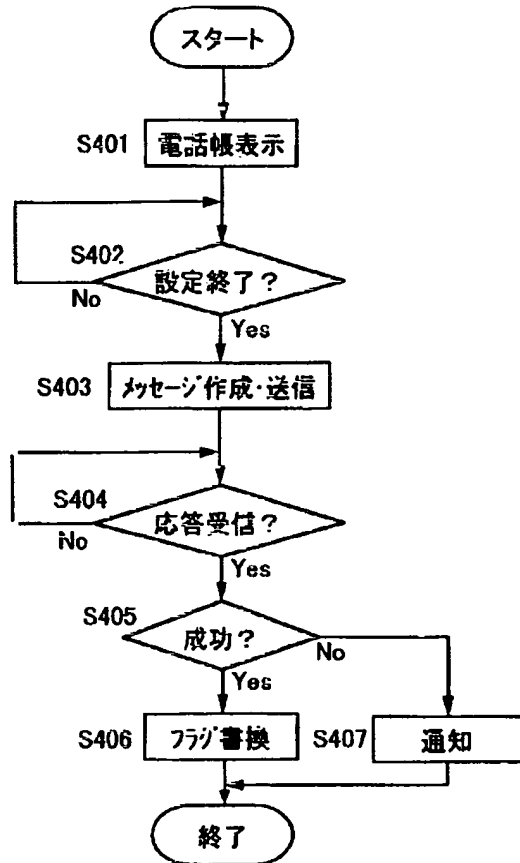 スタート
S401 電話帳表示
S402
設定終了？
No
Yes
S403 メッセージ作成・送信
S404
応答受信？
No
Yes
S405
成功？
No
Yes
S406 フラグ書換
S407 通知
終了